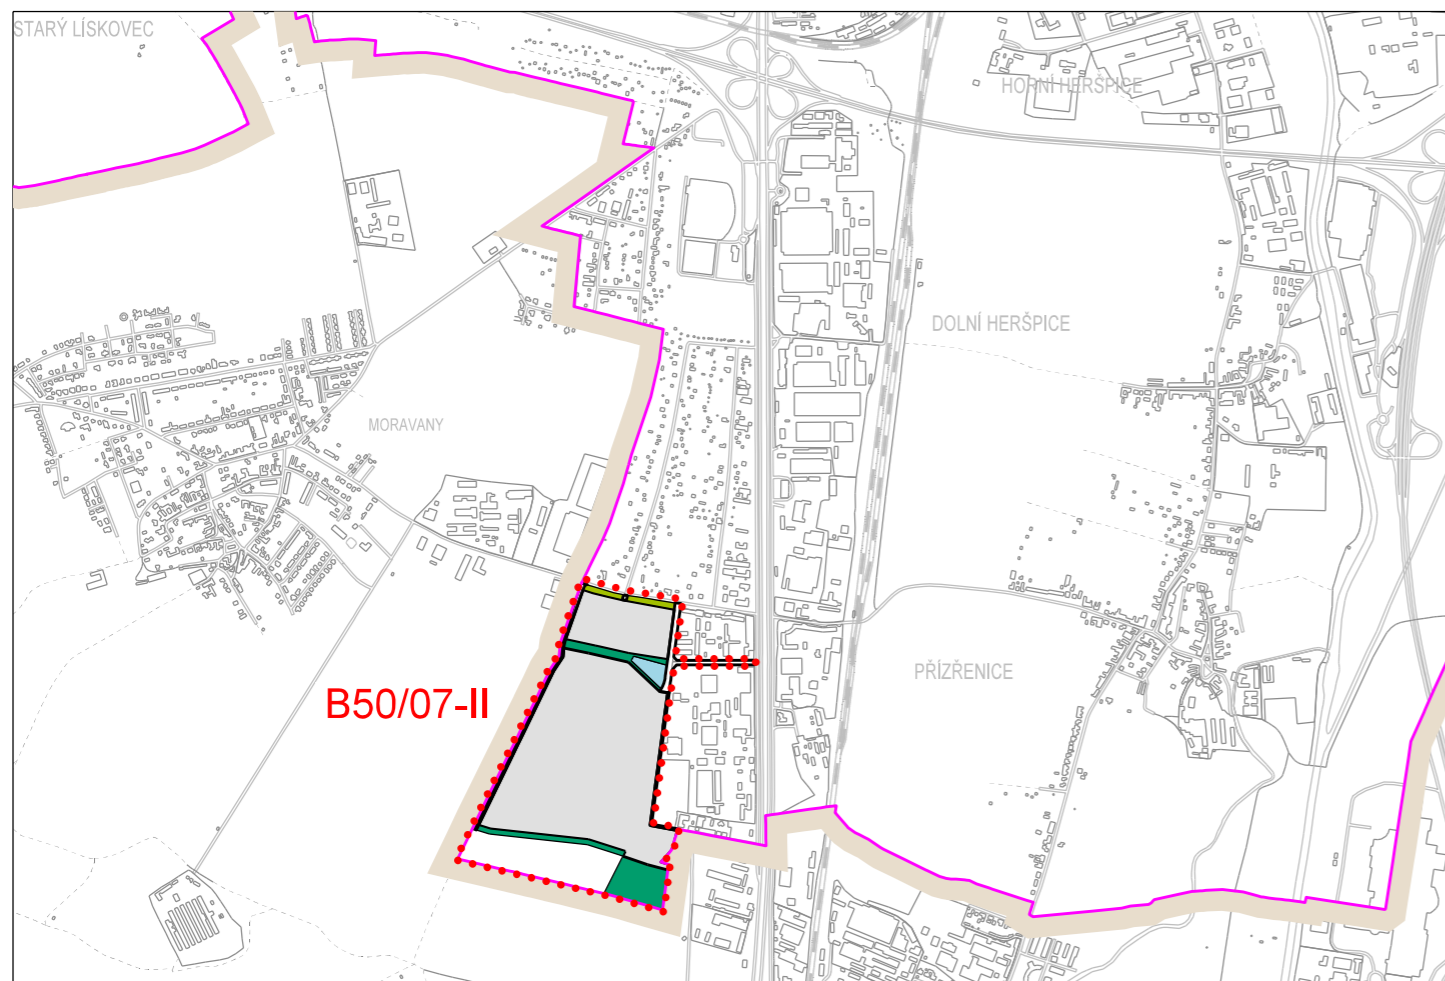 STARÝ LÍSKOVEC
HORNÍ HERŠPICE
DOLNÍ HERŠPICE
MORAVANY
PŘÍZŘENICE
B50/07-II